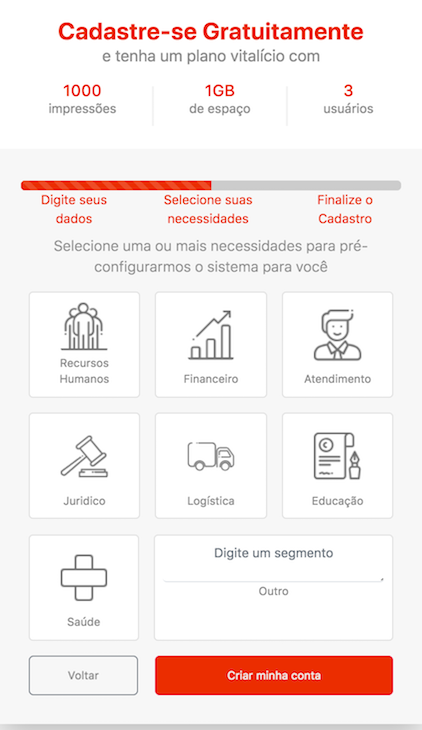 Cadastre-se Gratuitamente
e tenha um plano vitalício com
1000
impressões
1GB
de espaço
3
usuários
Digite seus
dados
Selecione suas
necessidades
Finalize o
Cadastro
Selecione uma ou mais necessidades para pré-
configurarmos o sistema para você
Recursos
Humanos
Financeiro
Atendimento
Juridico
Logística
Educação
Saúde
Digite um segmento
Outro
Voltar
Criar minha conta